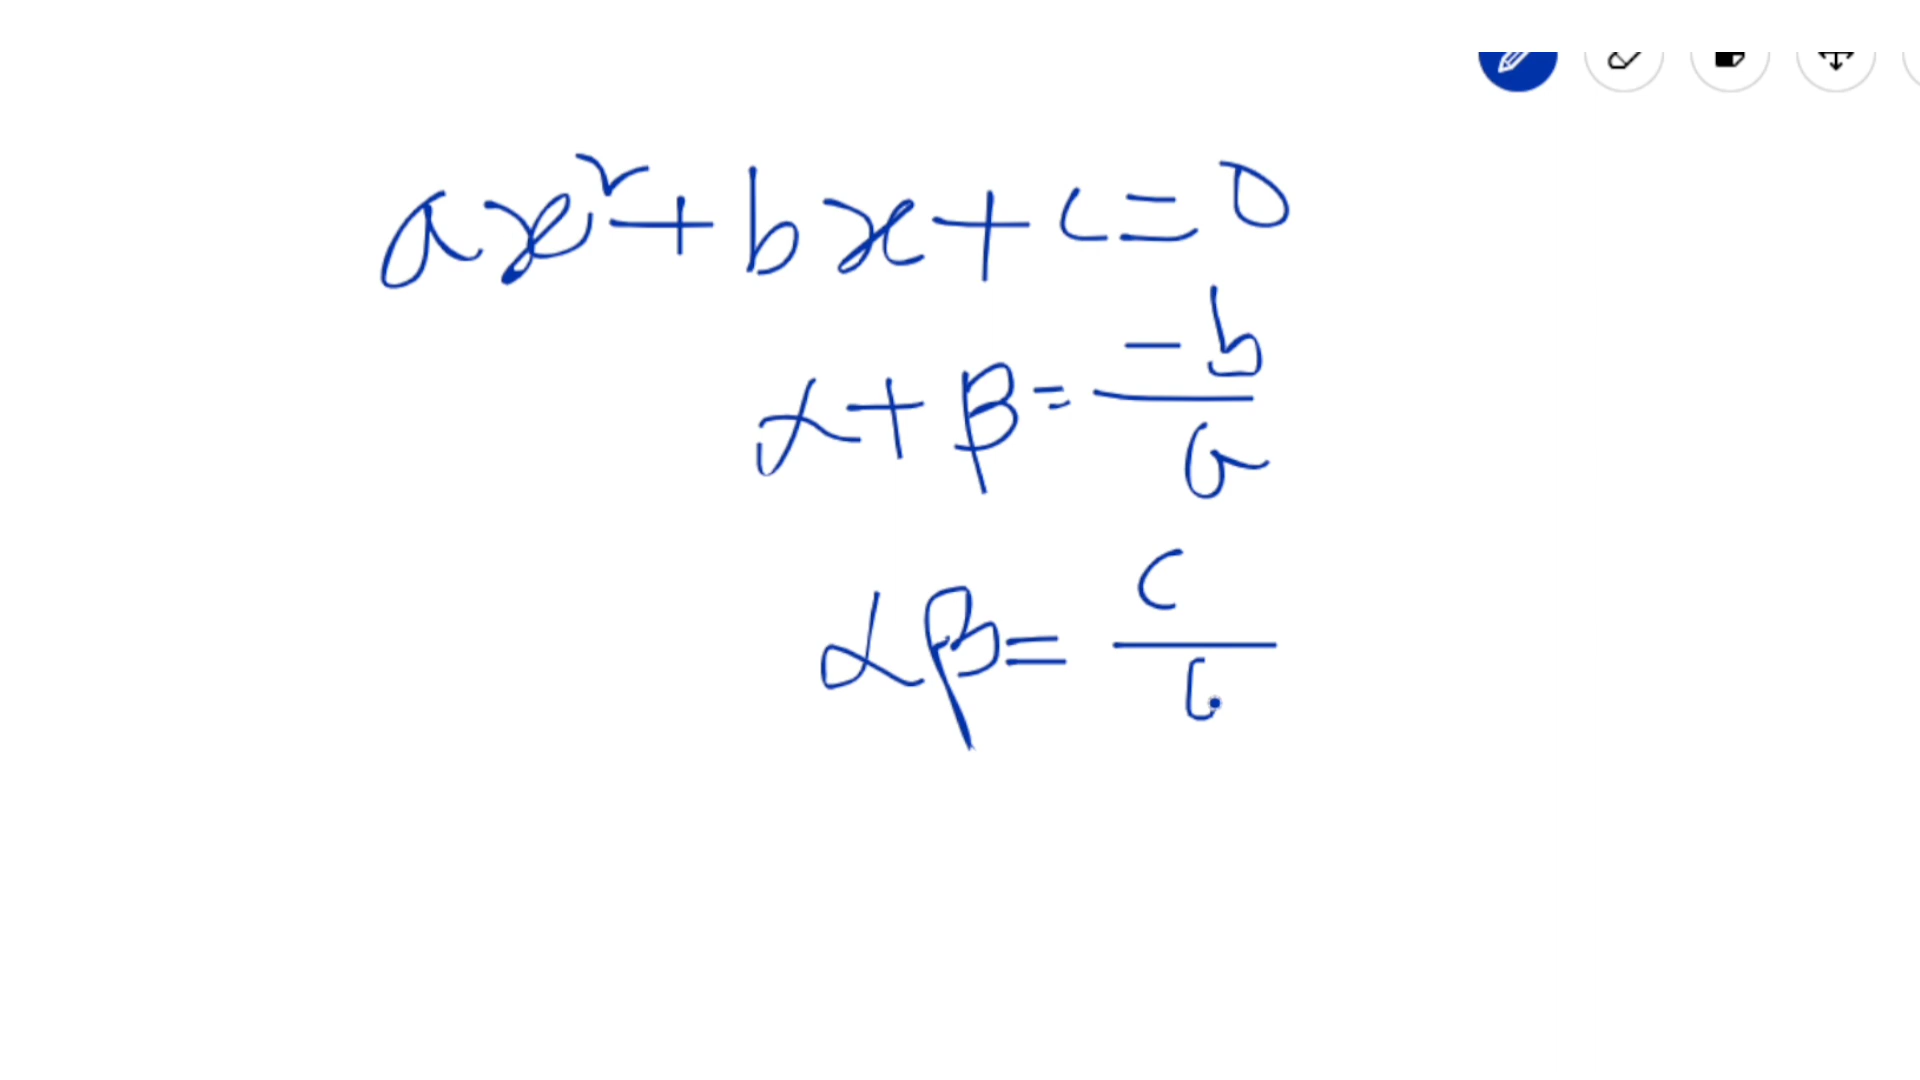 ax²+bx+c=0
α+β=
-b
a
αβ=
c